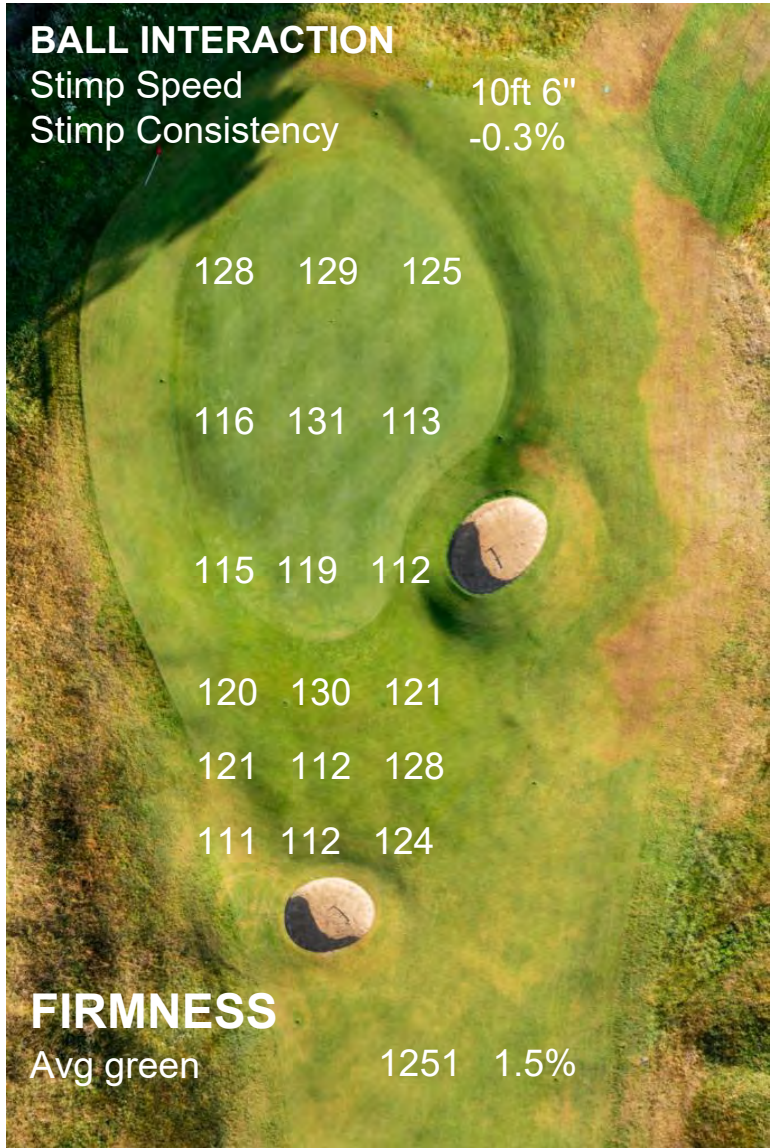 BALL INTERACTION
Stimp Speed 10ft 6"
Stimp Consistency -0.3%
128 129 125
116 131 113
115 119 112
120 130 121
121 112 128
111 112 124
FIRMNESS
Avg green 1251 1.5%